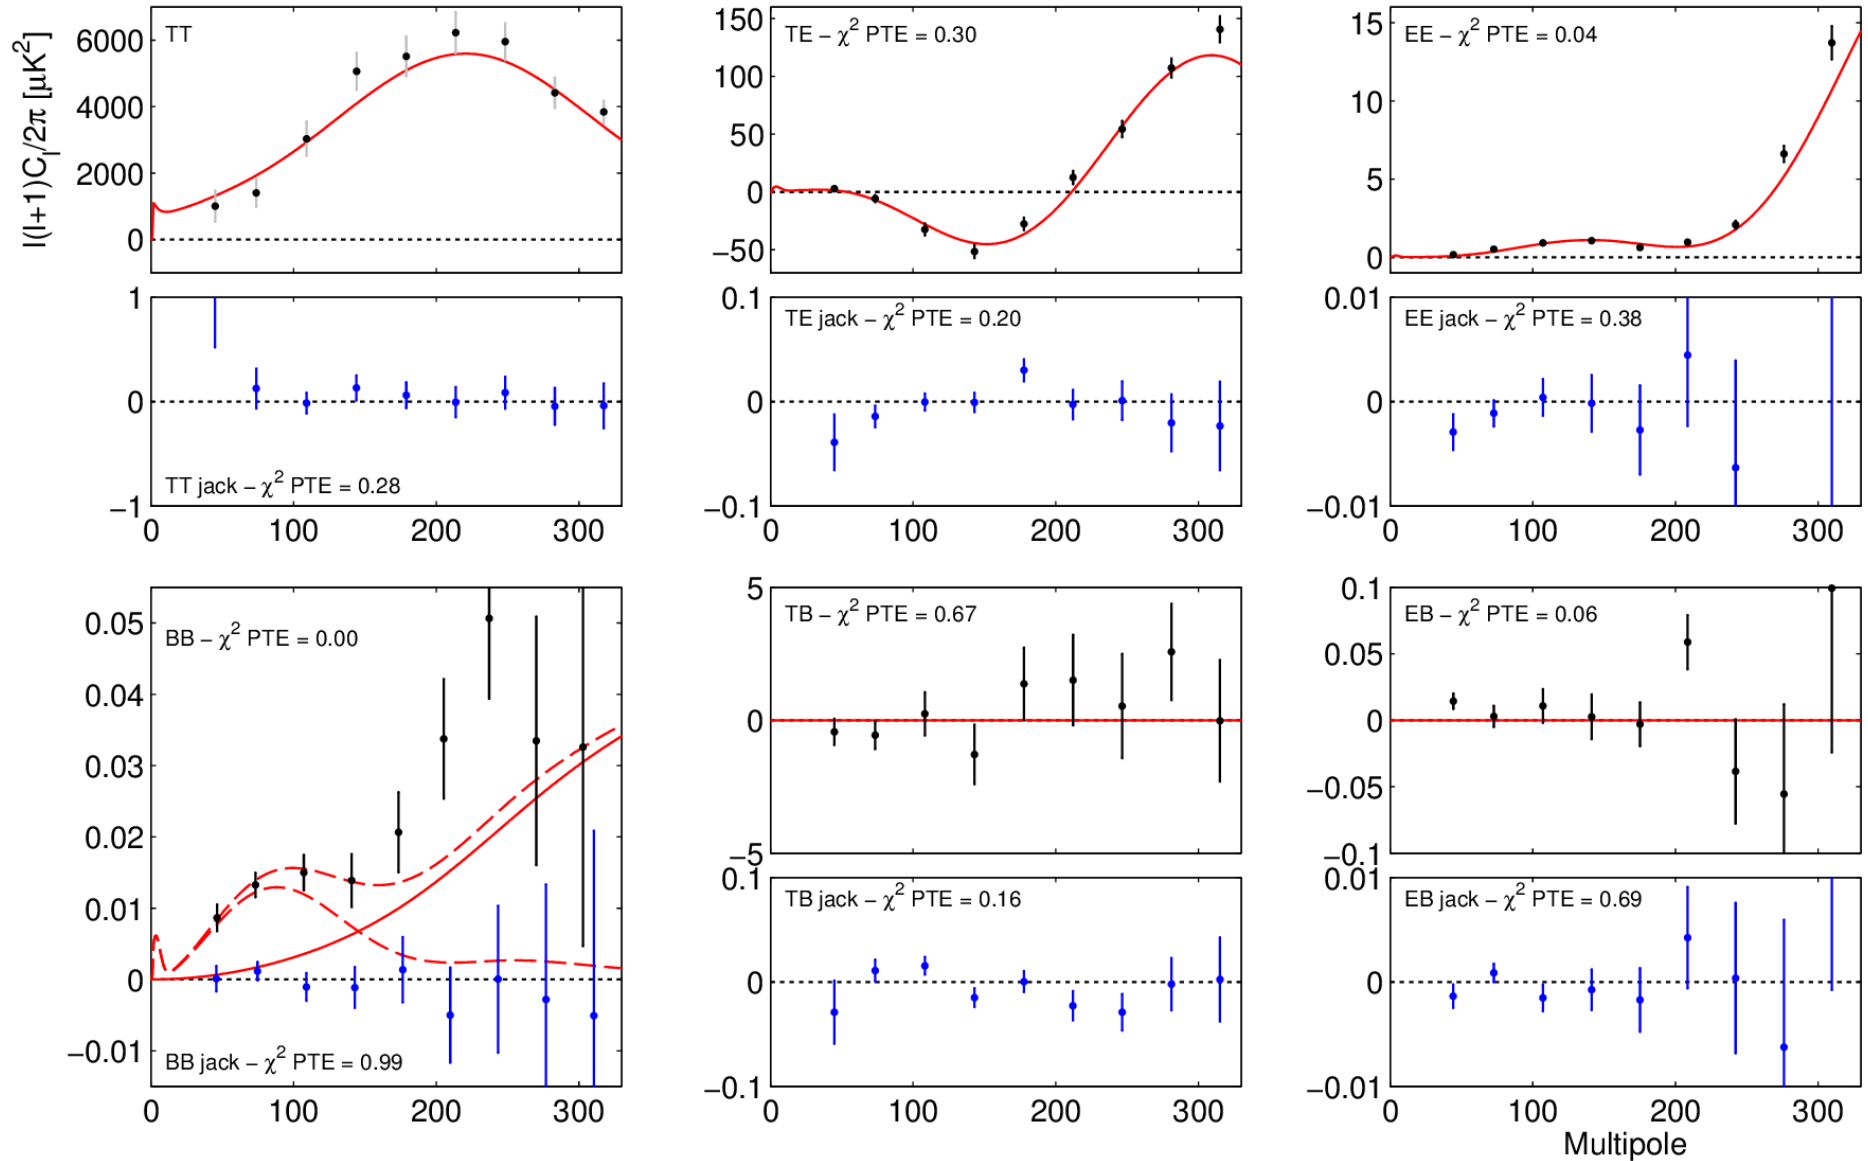 l(l+1)C_l/2π [μK²]
TT
6000
4000
2000
0
TE − χ² PTE = 0.30
150
100
50
0
−50
EE − χ² PTE = 0.04
15
10
5
0
TT jack − χ² PTE = 0.28
1
0
−1
0 100 200 300
TE jack − χ² PTE = 0.20
0.1
0
−0.1
0 100 200 300
EE jack − χ² PTE = 0.38
0.01
0
−0.01
0 100 200 300
BB − χ² PTE = 0.00
0.05
0.04
0.03
0.02
0.01
0
−0.01
BB jack − χ² PTE = 0.99
0 100 200 300
TB − χ² PTE = 0.67
5
0
−5
EB − χ² PTE = 0.06
0.1
0.05
0
−0.05
−0.1
TB jack − χ² PTE = 0.16
0.1
0
−0.1
0 100 200 300
EB jack − χ² PTE = 0.69
0.01
0
−0.01
0 100 200 300
Multipole